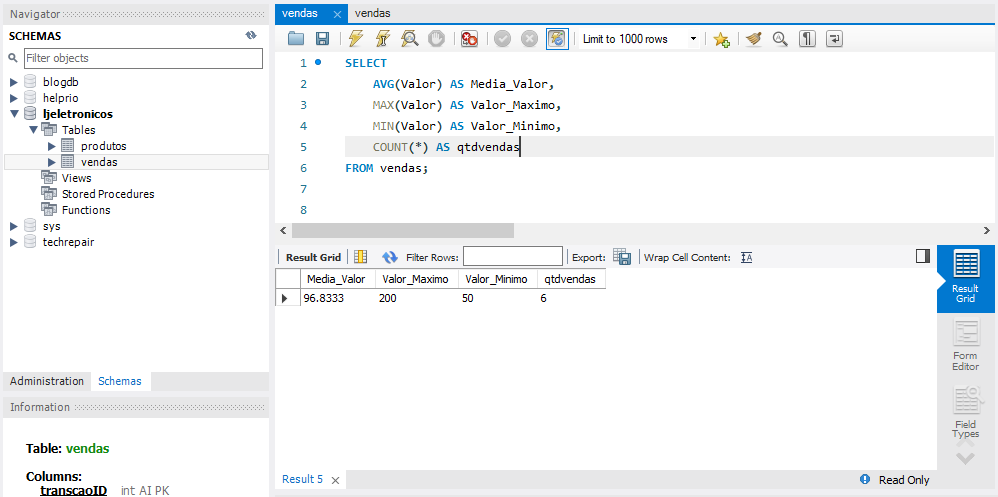 Navigator
SCHEMAS
Filter objects
blogdb
helprio
ljeletronicos
Tables
produtos
vendas
Views
Stored Procedures
Functions
sys
techrepair
Administration Schemas
Information
Table: vendas
Columns:
transcaoID int AI PK
vendas vendas
Limit to 1000 rows
1 SELECT
2 AVG(Valor) AS Media_Valor,
3 MAX(Valor) AS Valor_Maximo,
4 MIN(Valor) AS Valor_Minimo,
5 COUNT(*) AS qtdvendas
6 FROM vendas;
7
8
Result Grid Filter Rows: Export: Wrap Cell Content:
Media_Valor Valor_Maximo Valor_Minimo qtdvendas
96.8333 200 50 6
Result
Grid
Form
Editor
Field
Types
Result 5 Read Only